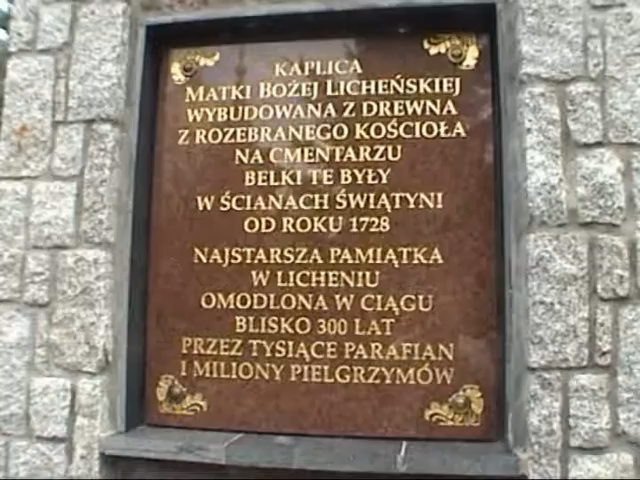 KAPLICA
MATKI BOŻEJ LICHEŃSKIEJ
WYBUDOWANA Z DREWNA
Z ROZEBRANEGO KOŚCIOŁA
NA CMENTARZU
BELKI TE BYŁY
W ŚCIANACH ŚWIĄTYNI
OD ROKU 1728
NAJSTARSZA PAMIĄTKA
W LICHENIU
OMODLONA W CIĄGU
BLISKO 300 LAT
PRZEZ TYSIĄCE PARAFIAN
I MILIONY PIELGRZYMÓW